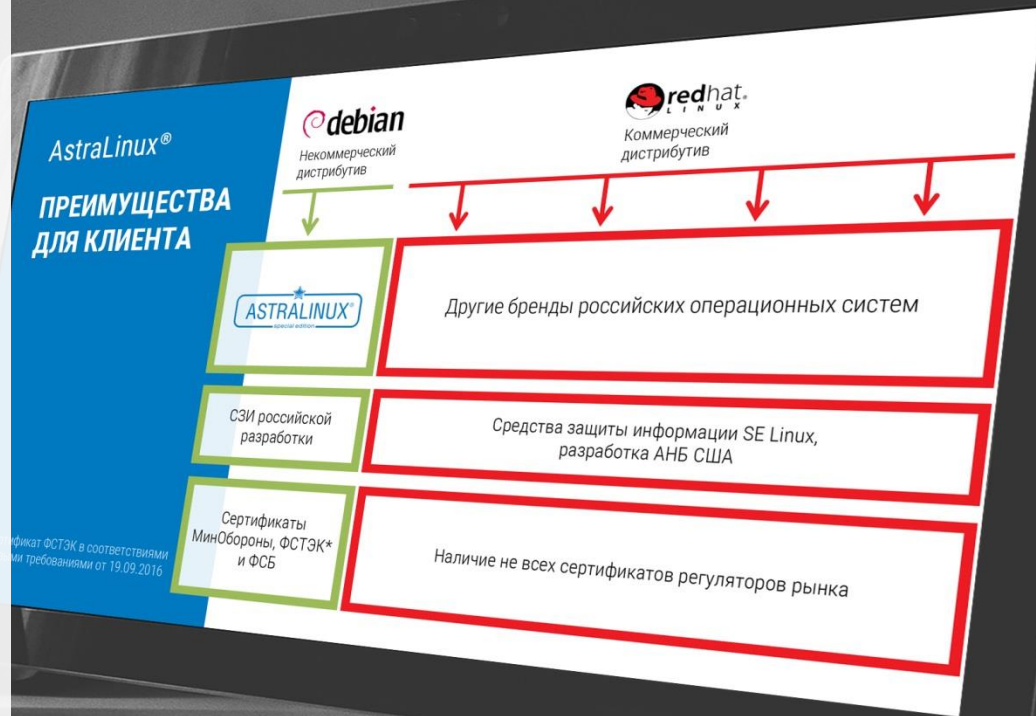 AstraLinux®
ПРЕИМУЩЕСТВА
ДЛЯ КЛИЕНТА
debian
Некоммерческий
дистрибутив
redhat.
LINUX
Коммерческий
дистрибутив
ASTRALINUX®
special edition
Другие бренды российских операционных систем
СЗИ российской
разработки
Средства защиты информации SE Linux,
разработка АНБ США
Сертификаты
МинОбороны, ФСТЭК*
и ФСБ
Наличие не всех сертификатов регуляторов рынка
ФСТЭК в соответствиями
требованиями от 19.09.2016